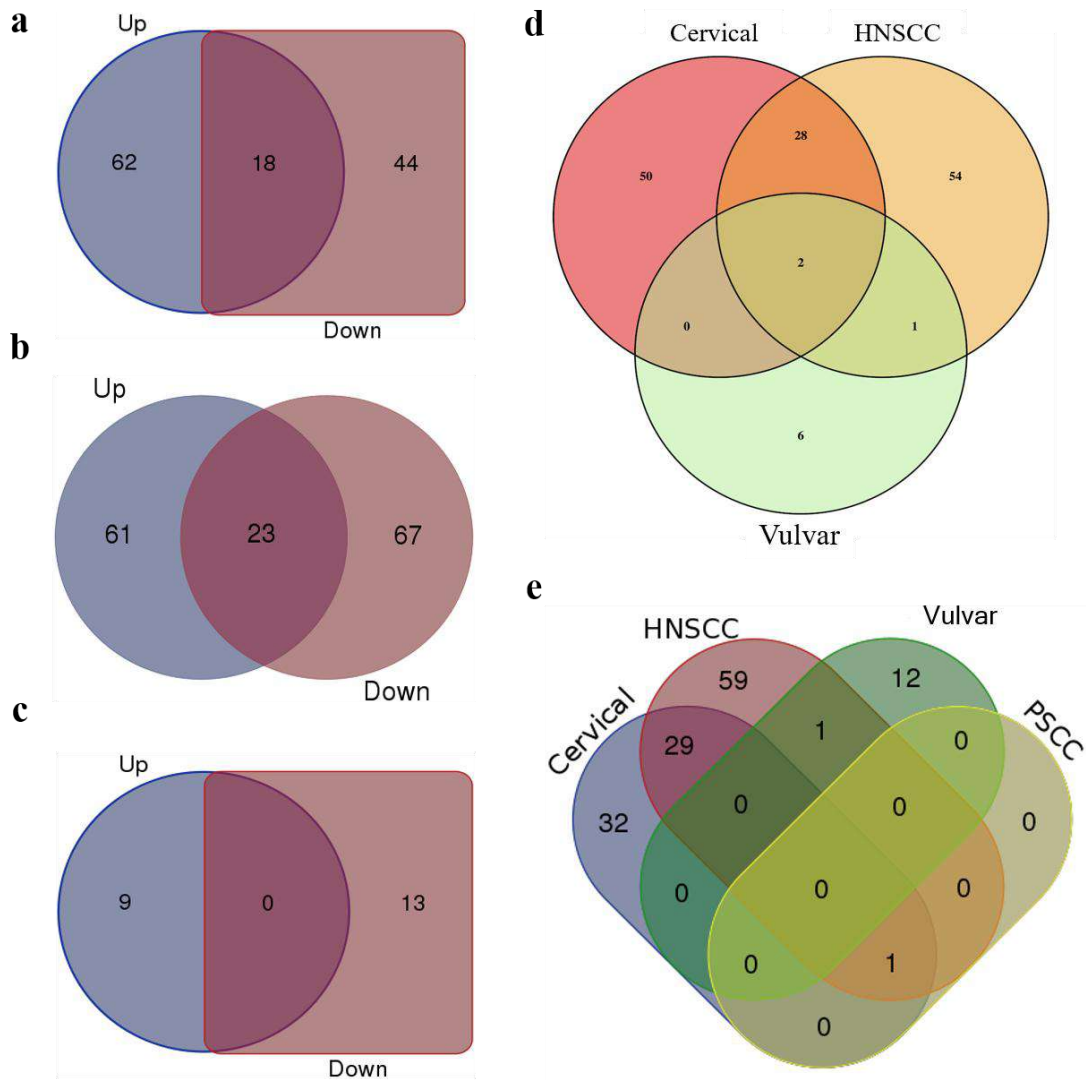 a
Up
62 18 44
Down
b
Up
61 23 67
Down
c
Up
9 0 13
Down
d
Cervical HNSCC
28
50 54
2
0 1
6
Vulvar
e
HNSCC Vulvar
Cervical PSCC
59 12
29 1 0
32 0 0 0
0 0 0
0 1
0